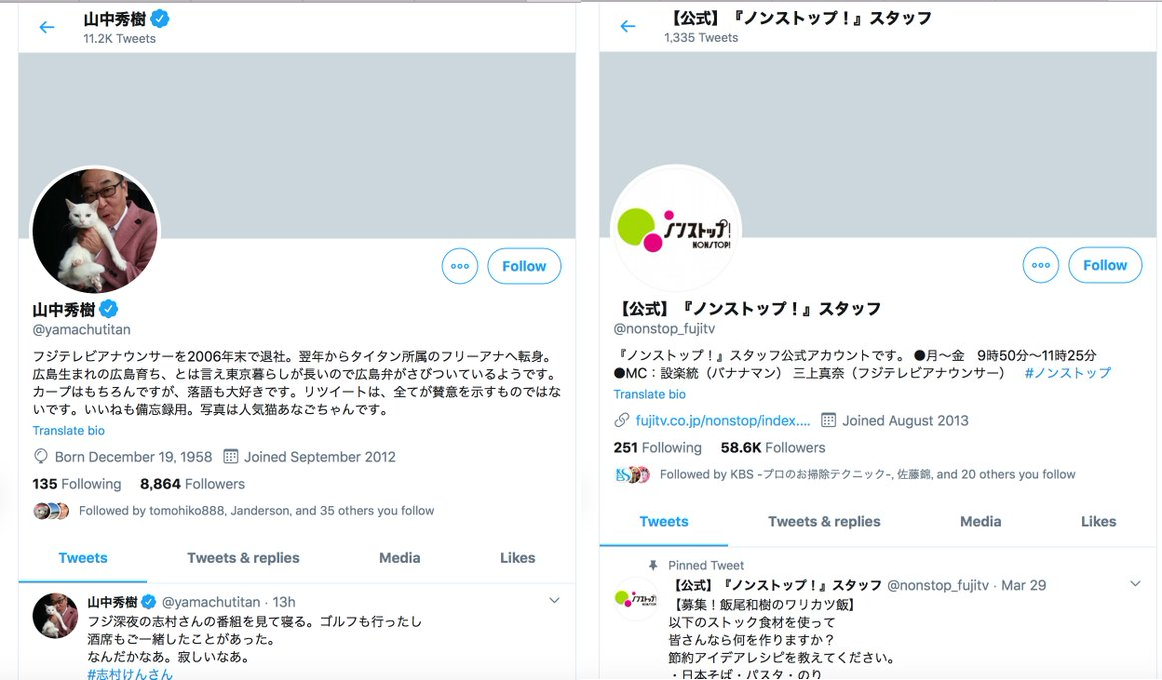 山中秀樹
11.2K Tweets
Follow
山中秀樹
@yamachutitan
フジテレビアナウンサーを2006年末で退社。翌年からタイタン所属のフリーアナへ転身。
広島生まれの広島育ち、とは言え東京暮らしが長いので広島弁がさびついているようです。
カープはもちろんですが、落語も大好きです。リツイートは、全てが賛意を示すものではな
いです。いいねも備忘録用。写真は人気猫あなごちゃんです。
Translate bio
Born December 19, 1958 Joined September 2012
135 Following 8,864 Followers
Followed by tomohiko888, Janderson, and 35 others you follow
Tweets Tweets & replies Media Likes
山中秀樹 @yamachutitan · 13h
フジ深夜の志村さんの番組を見て寝る。ゴルフも行ったし
酒席もご一緒したことがあった。
なんだかなあ。寂しいなあ。
#志村けんさん
【公式】『ノンストップ！』スタッフ
1,335 Tweets
ノンストップ!
NON STOP!
Follow
【公式】『ノンストップ！』スタッフ
@nonstop_fujitv
『ノンストップ！』スタッフ公式アカウントです。 ●月〜金　9時50分〜11時25分
●MC：設楽統（バナナマン） 三上真奈（フジテレビアナウンサー）　#ノンストップ
Translate bio
fujitv.co.jp/nonstop/index.... Joined August 2013
251 Following 58.6K Followers
Followed by KBS -プロのお掃除テクニック-, 佐藤錦, and 20 others you follow
Tweets Tweets & replies Media Likes
Pinned Tweet
【公式】『ノンストップ！』スタッフ @nonstop_fujitv · Mar 29
【募集！飯尾和樹のワリカツ飯】
以下のストック食材を使って
皆さんなら何を作りますか？
節約アイデアレシピを教えてください。
・日本そば・パスタ・のり